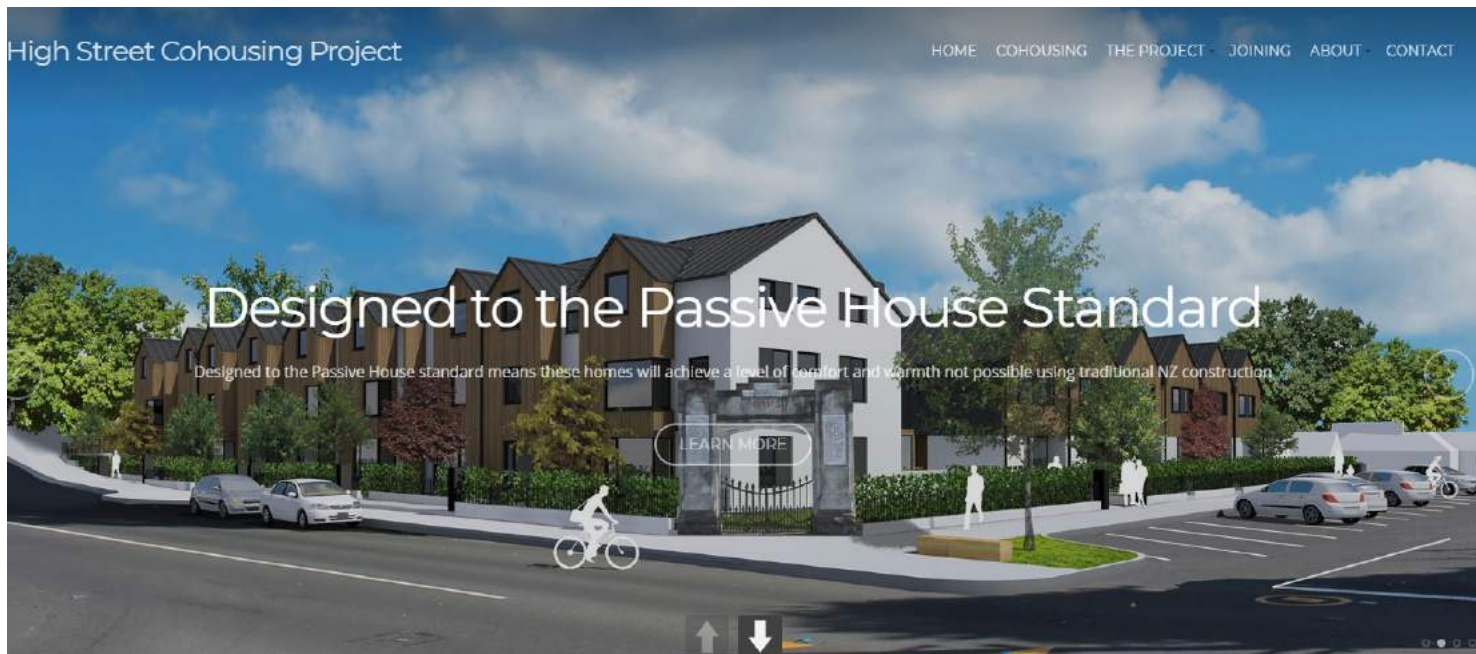 High Street Cohousing Project
HOME COHOUSING THE PROJECT JOINING ABOUT CONTACT
Designed to the Passive House Standard
Designed to the Passive House standard means these homes will achieve a level of comfort and warmth not possible using traditional NZ construction
LEARN MORE